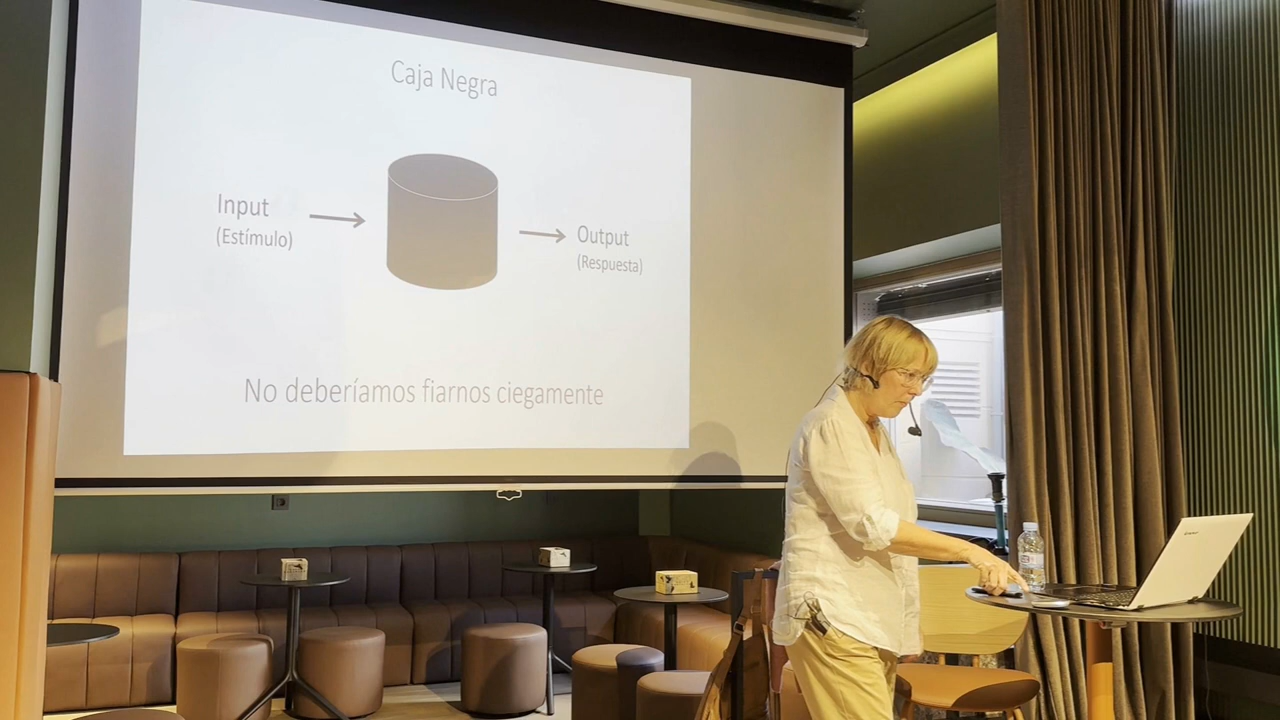 Caja Negra
Input
(Estímulo)
Output
(Respuesta)
No deberíamos fiarnos ciegamente